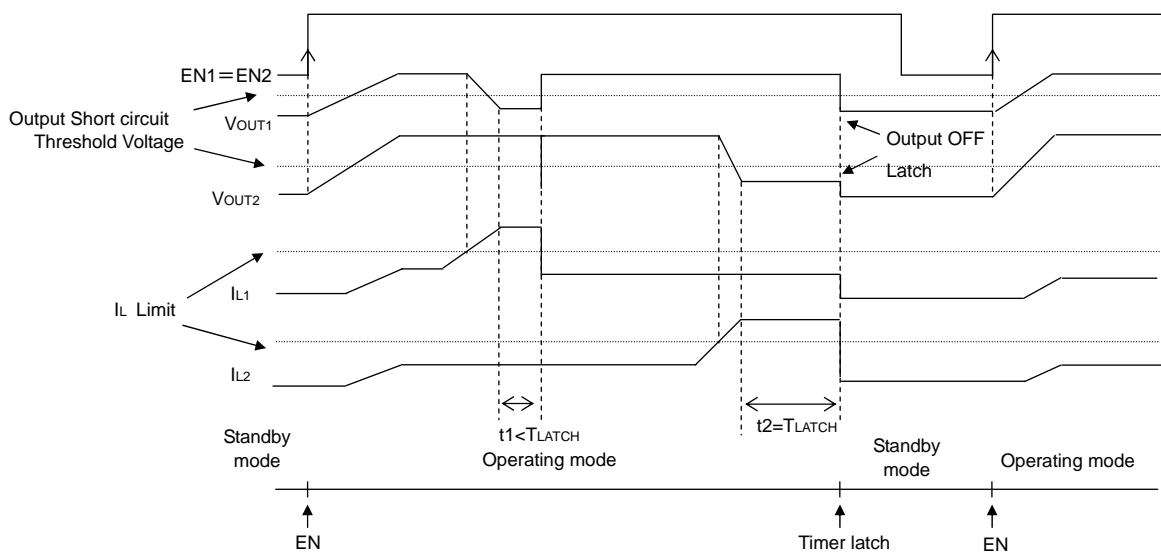 EN1=EN2
Output Short circuit
Threshold Voltage
VOUT1
Output OFF
Latch
VOUT2
IL1
IL Limit
IL2
t1<TLATCH
t2=TLATCH
Standby
mode
Operating mode
Standby
mode
Operating mode
EN
Timer latch
EN